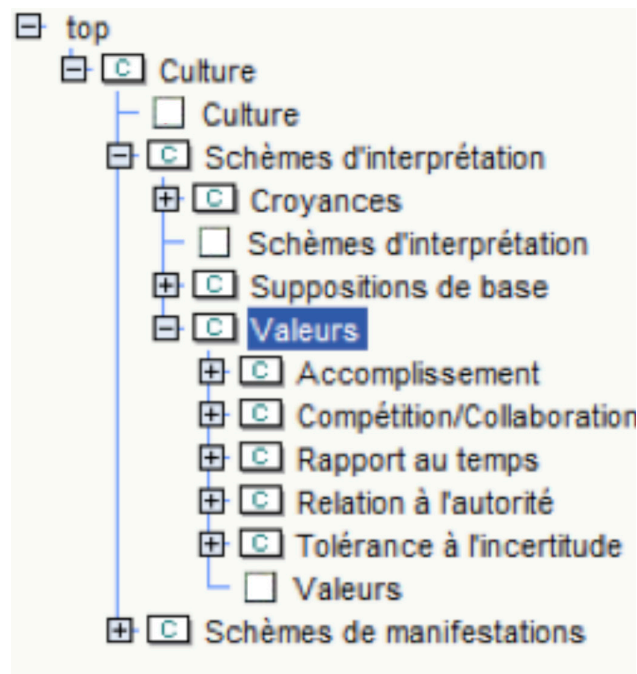 top
C Culture
Culture
C Schèmes d'interprétation
C Croyances
Schèmes d'interprétation
C Suppositions de base
C Valeurs
C Accomplissement
C Compétition/Collaboration
C Rapport au temps
C Relation à l'autorité
C Tolérance à l'incertitude
Valeurs
C Schèmes de manifestations